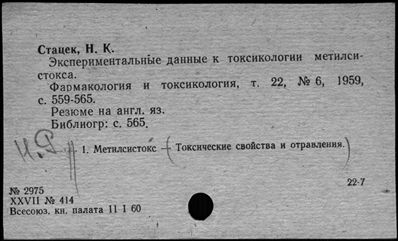 Стацек, Н. К.
Экспериментальные данные к токсикологии метилси-
стокса.
Фармакология и токсикология, т. 22, № 6, 1959,
с. 559-565.
Резюме на англ. яз.
Библиогр: с. 565.
1. Метилсистокс — (Токсические свойства и отравления.)
22-7
№ 2975
XXVII № 414
Всесоюз. кн. палата 11 1 60